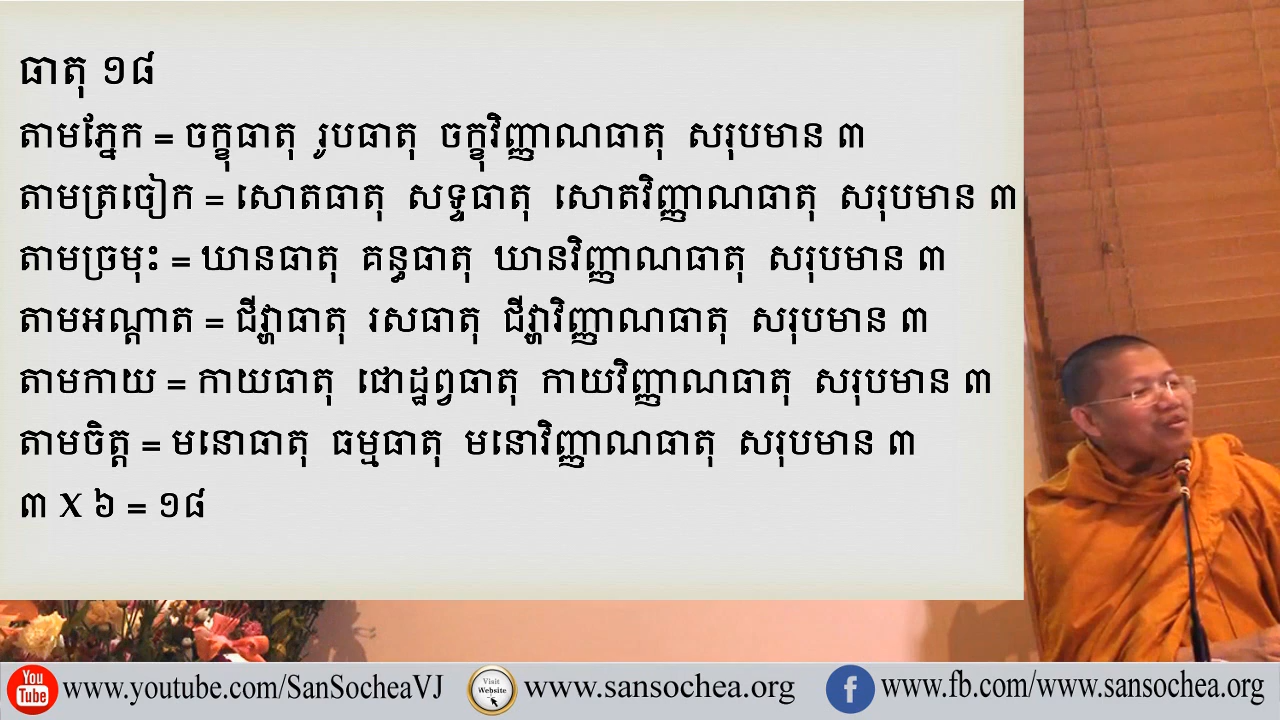 ធាតុ ១៨
តាមភ្នែក = ចក្ខុធាតុ រូបធាតុ ចក្ខុវិញ្ញាណធាតុ សរុបមាន ៣
តាមត្រចៀក = សោតធាតុ សទ្ទធាតុ សោតវិញ្ញាណធាតុ សរុបមាន ៣
តាមច្រមុះ = ឃានធាតុ គន្ធធាតុ ឃានវិញ្ញាណធាតុ សរុបមាន ៣
តាមអណ្ដាត = ជីវ្ហាធាតុ រសធាតុ ជីវ្ហាវិញ្ញាណធាតុ សរុបមាន ៣
តាមកាយ = កាយធាតុ ផោដ្ឋព្វធាតុ កាយវិញ្ញាណធាតុ សរុបមាន ៣
តាមចិត្ត = មនោធាតុ ធម្មធាតុ មនោវិញ្ញាណធាតុ សរុបមាន ៣
៣ X ៦ = ១៨
You Tube www.youtube.com/SanSocheaVJ Visit Website www.sansochea.org f www.fb.com/www.sansochea.org